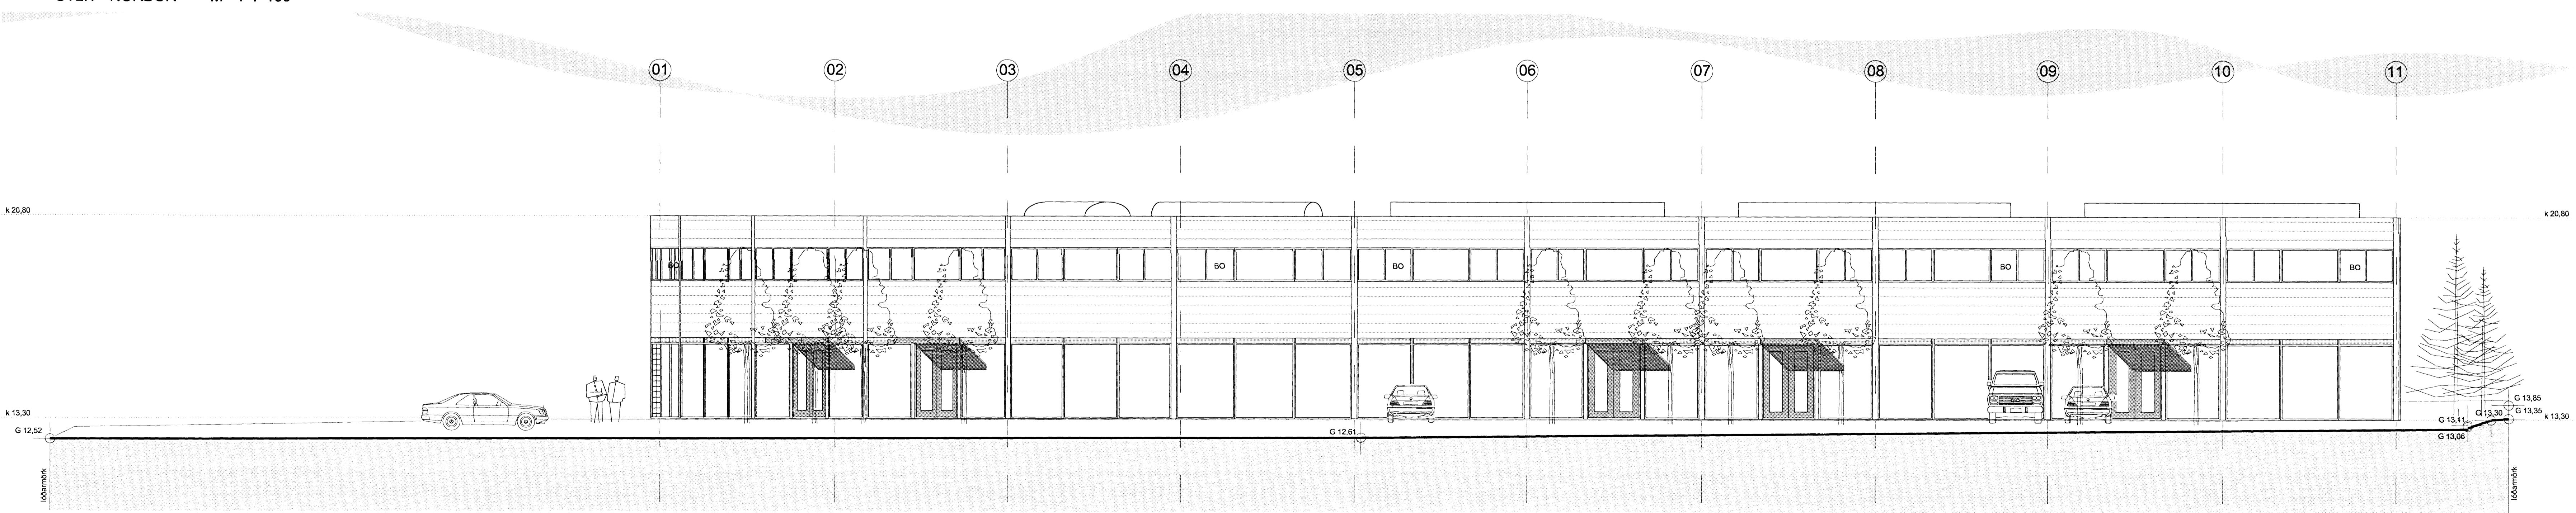 01 02 03 04 05 06 07 08 09 10 11
k 20,80 k 20,80
BO BO BO BO BO
k 13,30 G 13,85
G 13,35
G 13,30 k 13,30
G 13,11
G 12,52 G 12,61 G 13,06
lóðarmörk lóðarmörk